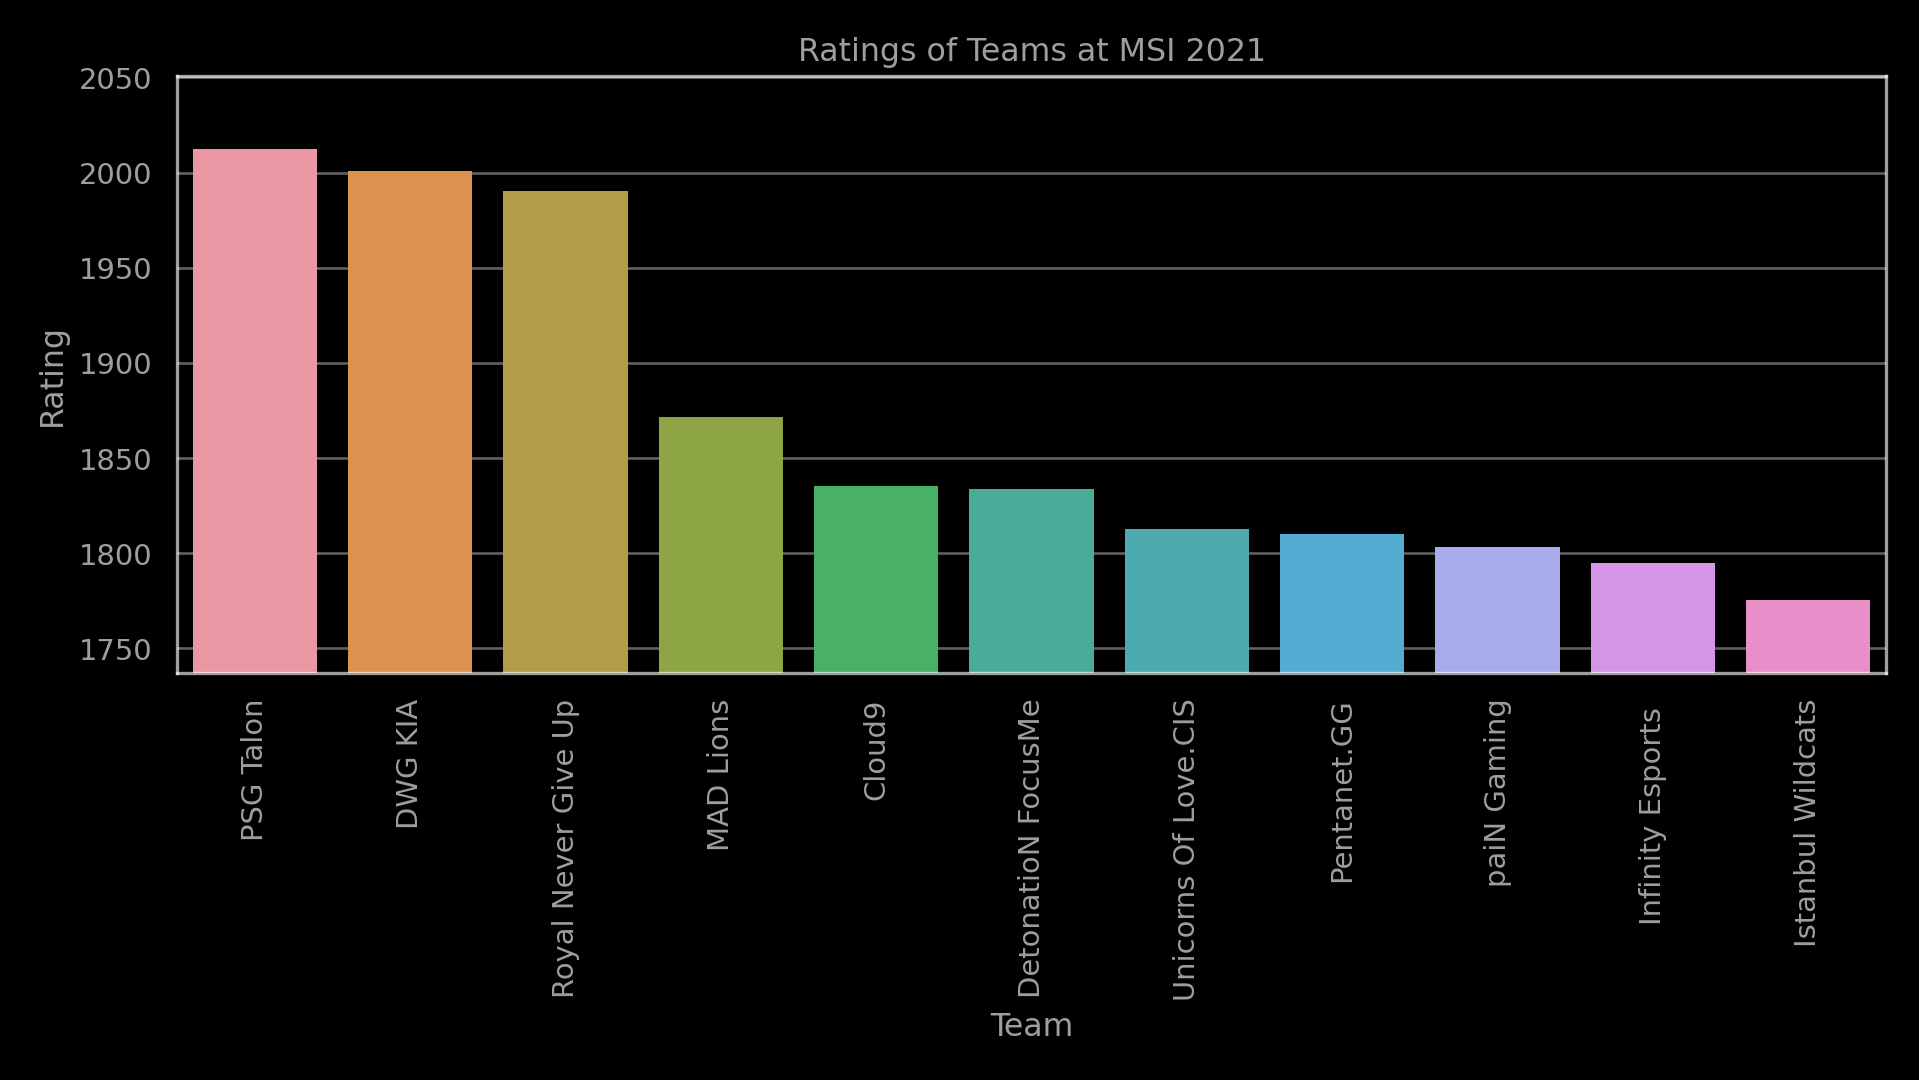 Ratings of Teams at MSI 2021
2050
2000
1950
1900
1850
1800
1750
Rating
PSG Talon
DWG KIA
Royal Never Give Up
MAD Lions
Cloud9
DetonatioN FocusMe
Unicorns Of Love.CIS
Pentanet.GG
paiN Gaming
Infinity Esports
Istanbul Wildcats
Team